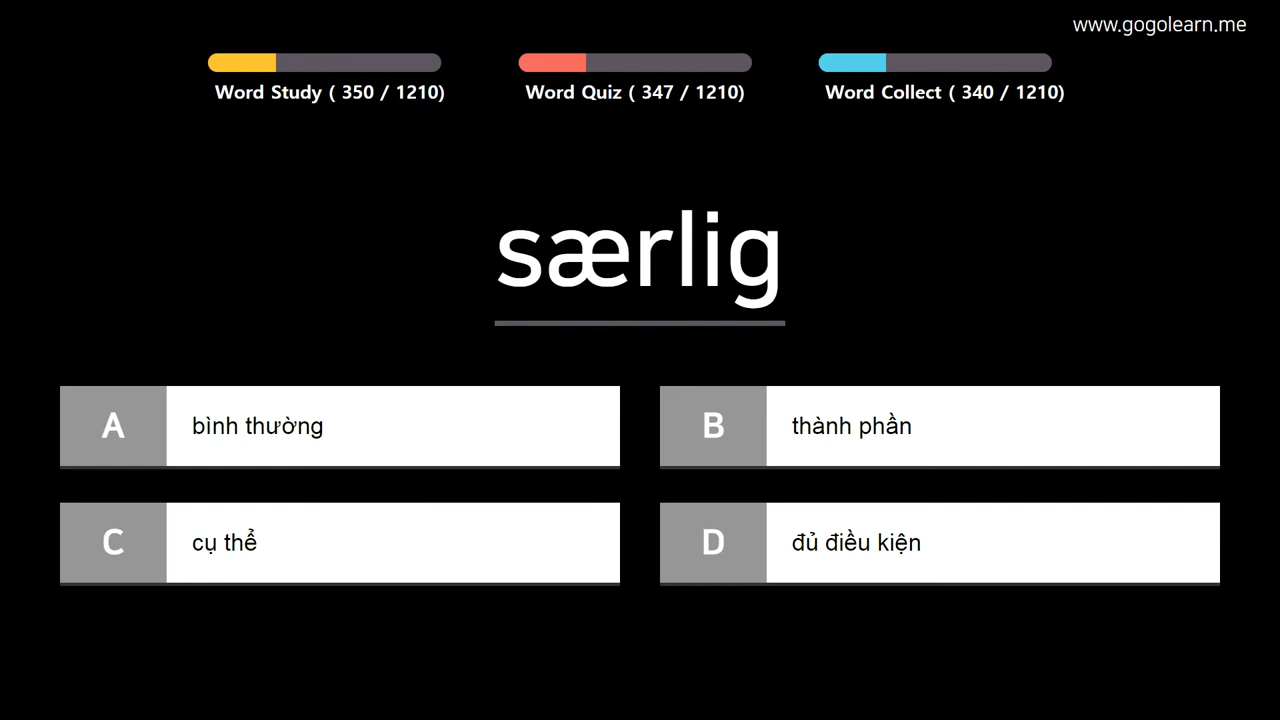 www.gogolearn.me
Word Study ( 350 / 1210)
Word Quiz ( 347 / 1210)
Word Collect ( 340 / 1210)
særlig
A bình thường
B thành phần
C cụ thể
D đủ điều kiện